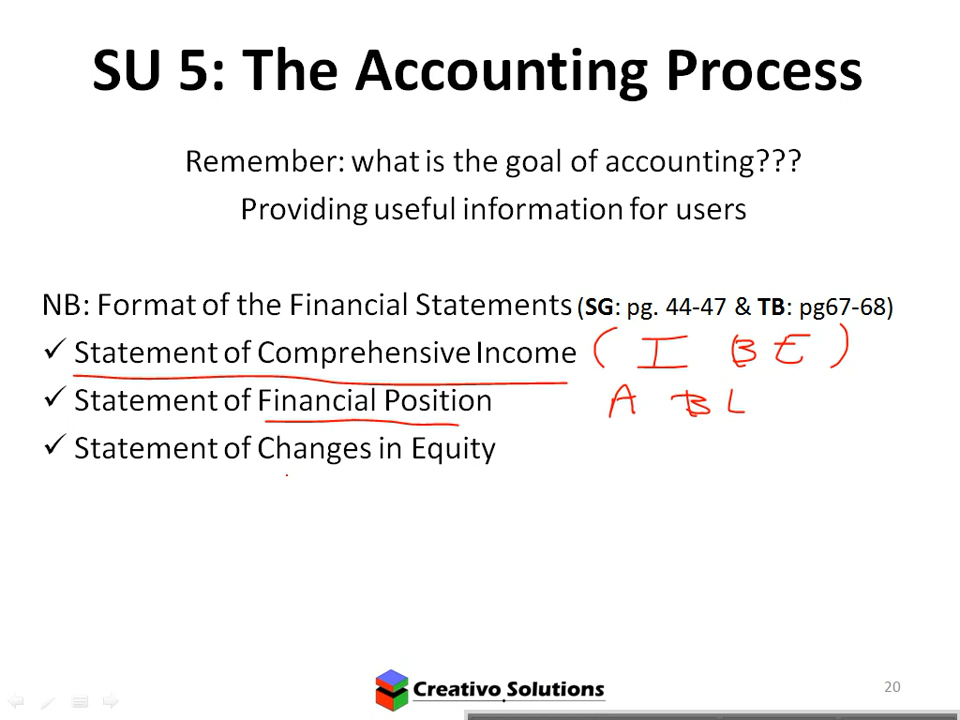 SU 5: The Accounting Process
Remember: what is the goal of accounting???
Providing useful information for users
NB: Format of the Financial Statements (SG: pg. 44-47 & TB: pg67-68)
✓ Statement of Comprehensive Income ( I B E )
✓ Statement of Financial Position A B L
✓ Statement of Changes in Equity
Creativo Solutions
20